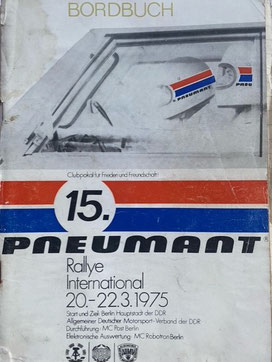 BORDBUCH
PNEUMANT
PNEU
Clubpokal für Frieden und Freundschaft
15.
PNEUMANT
Rallye
International
20.-22.3.1975
Start und Ziel: Berlin Hauptstadt der DDR
Allgemeiner Deutscher Motorsport-Verband der DDR
Durchführung: MC Post Berlin
Elektronische Auswertung: MC Robotron Berlin